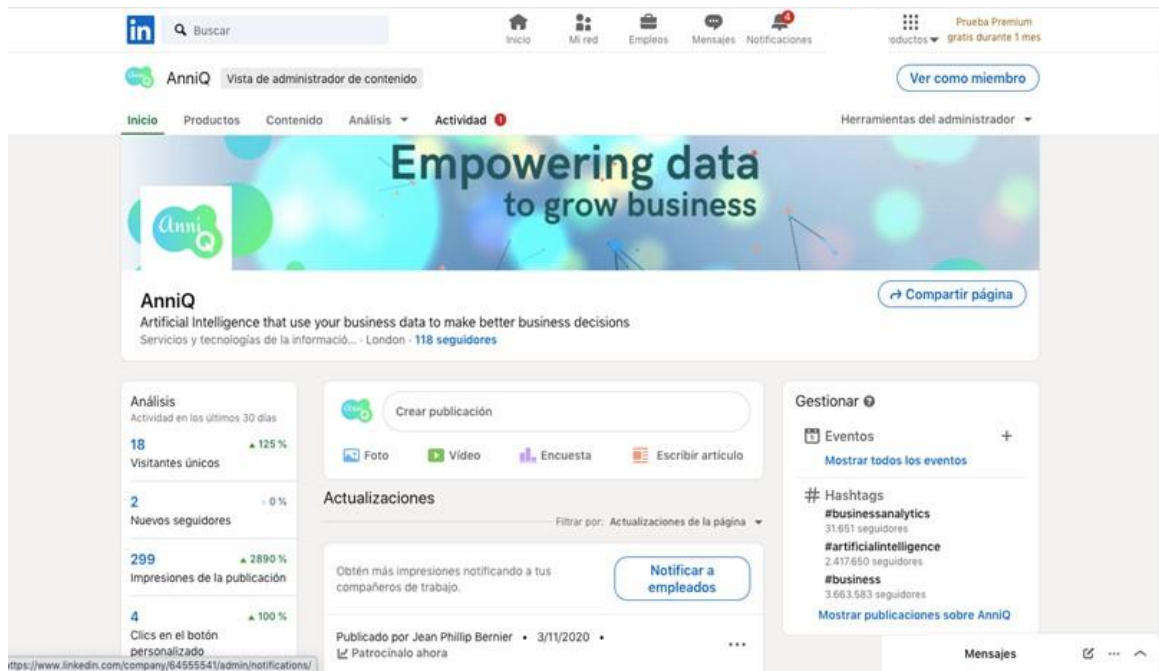 in
Buscar
Inicio
Mi red
Empleos
Mensajes
4
Notificaciones
oductos
Prueba Premium
gratis durante 1 mes
AnniQ
Vista de administrador de contenido
Ver como miembro
Inicio
Productos
Contenido
Análisis
Actividad 1
Herramientas del administrador
Empowering data
to grow business
Anni
Q
AnniQ
Compartir página
Artificial Intelligence that use your business data to make better business decisions
Servicios y tecnologías de la informació... · London · 118 seguidores
Análisis
Actividad en los últimos 30 días
18 ▲ 125 %
Visitantes únicos
2 0 %
Nuevos seguidores
299 ▲ 2890 %
Impresiones de la publicación
4 ▲ 100 %
Clics en el botón
personalizado
Crear publicación
Foto
Vídeo
Encuesta
Escribir artículo
Actualizaciones
Filtrar por: Actualizaciones de la página
Obtén más impresiones notificando a tus
compañeros de trabajo.
Notificar a
empleados
Publicado por Jean Phillip Bernier • 3/11/2020 •
Patrocínalo ahora
Gestionar
Eventos
Mostrar todos los eventos
# Hashtags
#businessanalytics
31.651 seguidores
#artificialintelligence
2.417.650 seguidores
#business
3.663.583 seguidores
Mostrar publicaciones sobre AnniQ
Mensajes
ttps://www.linkedin.com/company/64555541/admin/notifications/